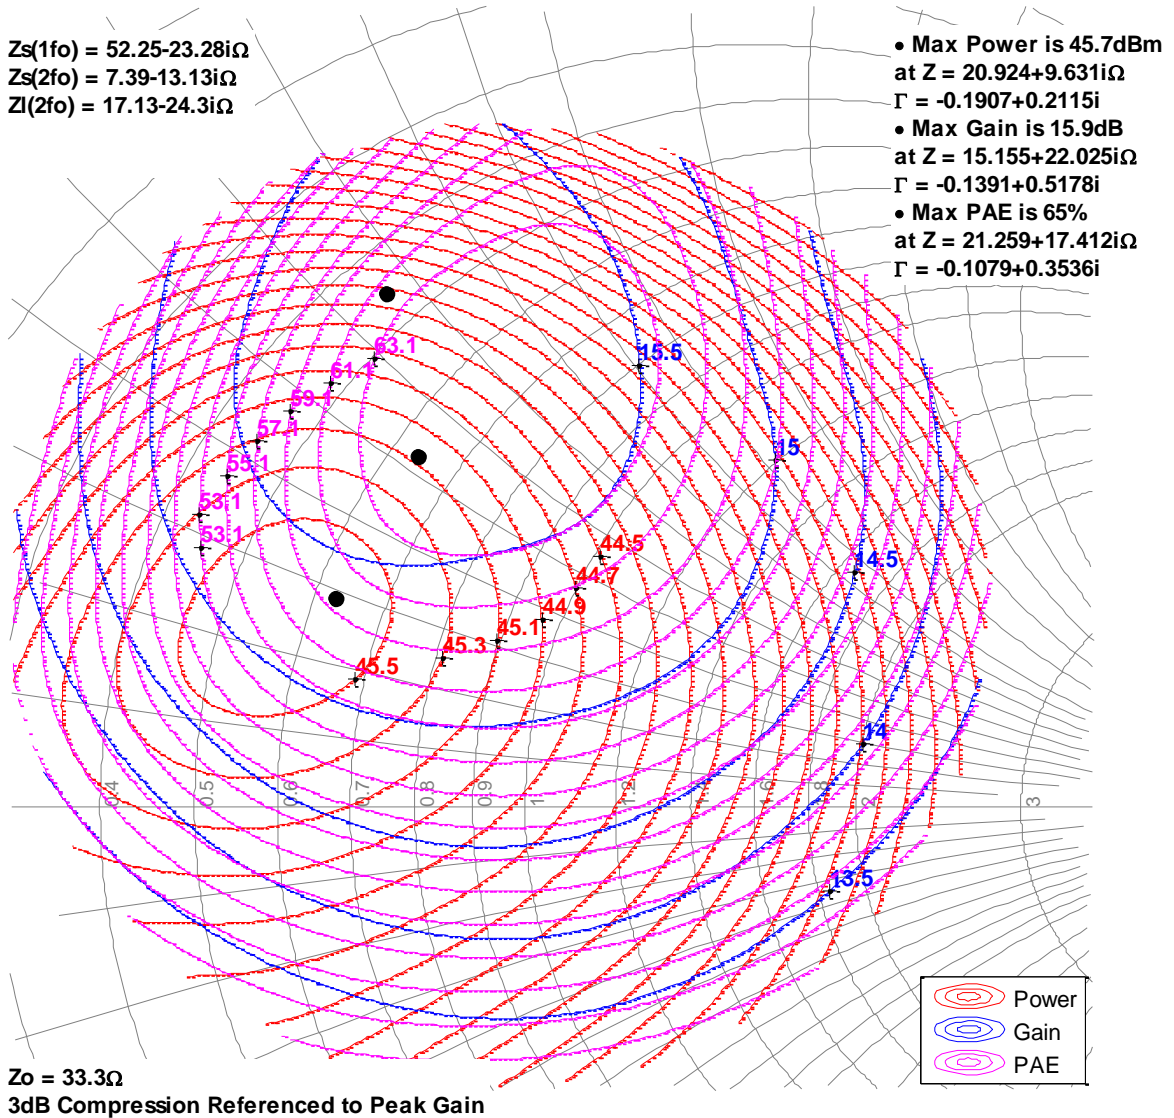 Zs(1fo) = 52.25-23.28iΩ
Zs(2fo) = 7.39-13.13iΩ
Zl(2fo) = 17.13-24.3iΩ
• Max Power is 45.7dBm
at Z = 20.924+9.631iΩ
Γ = -0.1907+0.2115i
• Max Gain is 15.9dB
at Z = 15.155+22.025iΩ
Γ = -0.1391+0.5178i
• Max PAE is 65%
at Z = 21.259+17.412iΩ
Γ = -0.1079+0.3536i
63.1
61.1
59.1
57.1
55.1
53.1
53.1
15.5
15
14.5
14
13.5
44.5
44.7
44.9
45.1
45.3
45.5
0.4
0.5
0.6
0.7
0.8
0.9
1
1.2
1.4
1.6
1.8
2
3
Power
Gain
PAE
Zo = 33.3Ω
3dB Compression Referenced to Peak Gain